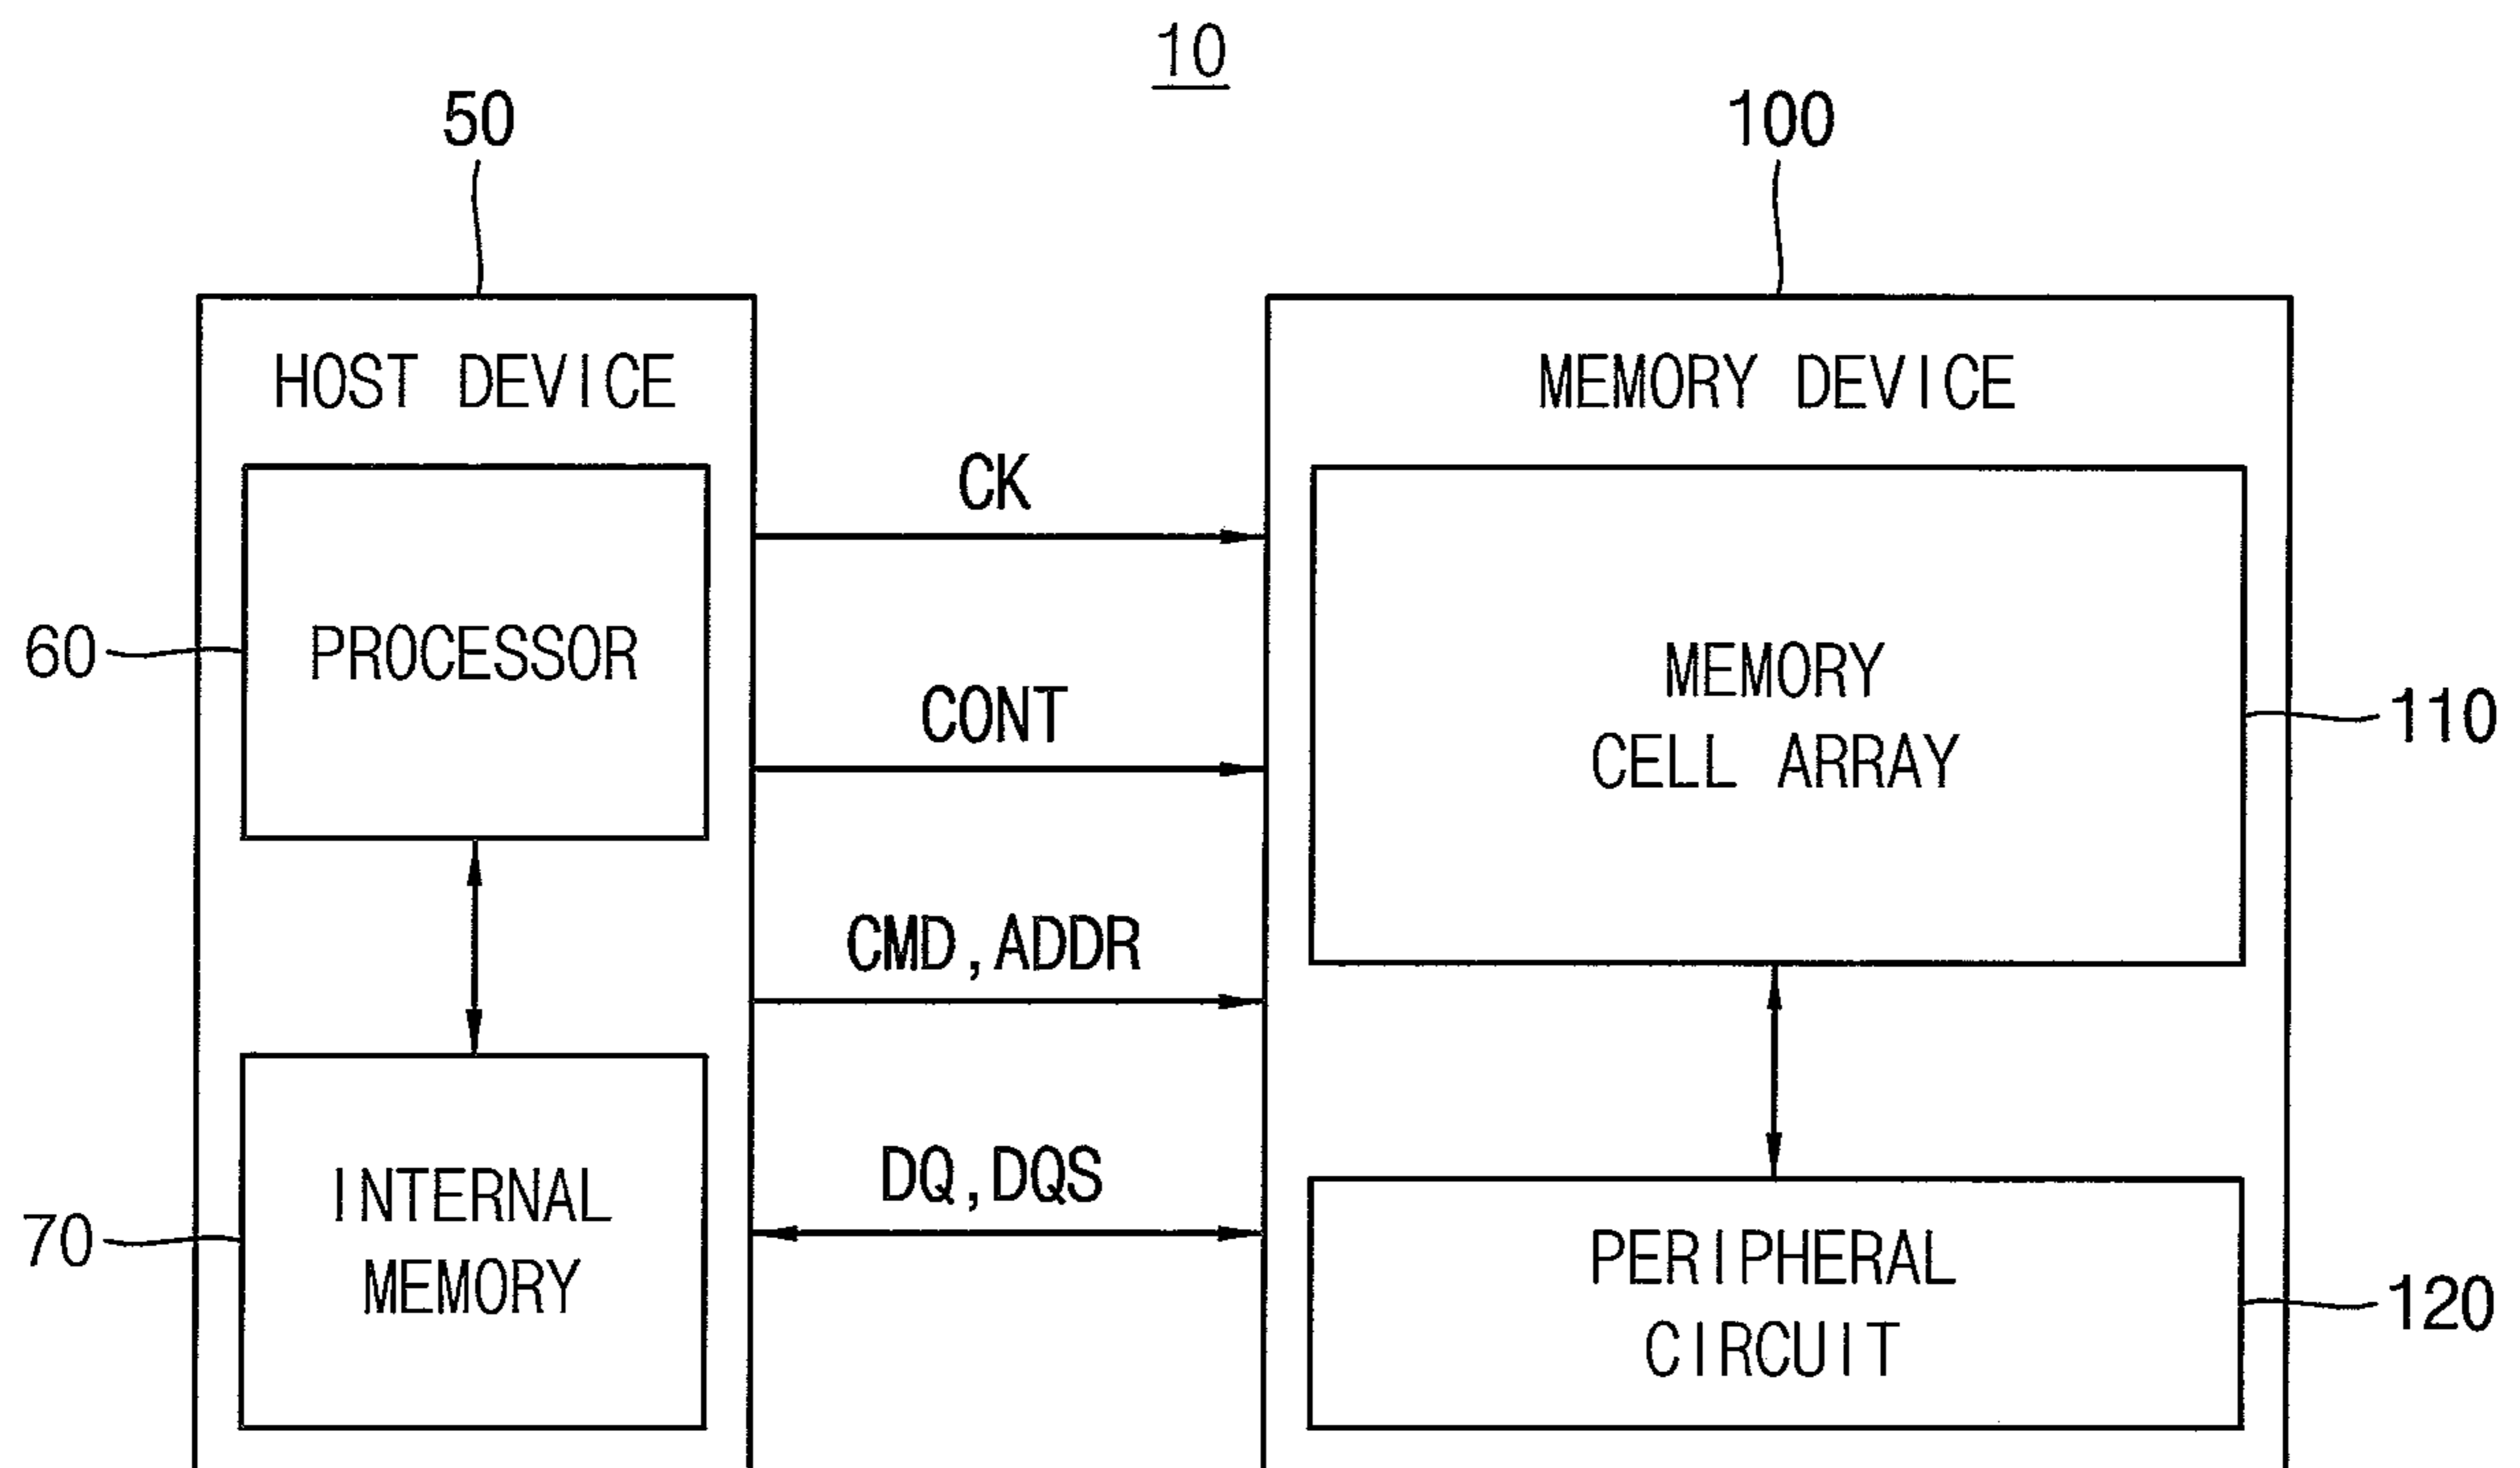 10
50
100
HOST DEVICE
MEMORY DEVICE
CK
60
PROCESSOR
MEMORY
CELL ARRAY
110
CONT
CMD,ADDR
DQ,DQS
70
INTERNAL
MEMORY
PERIPHERAL
CIRCUIT
120